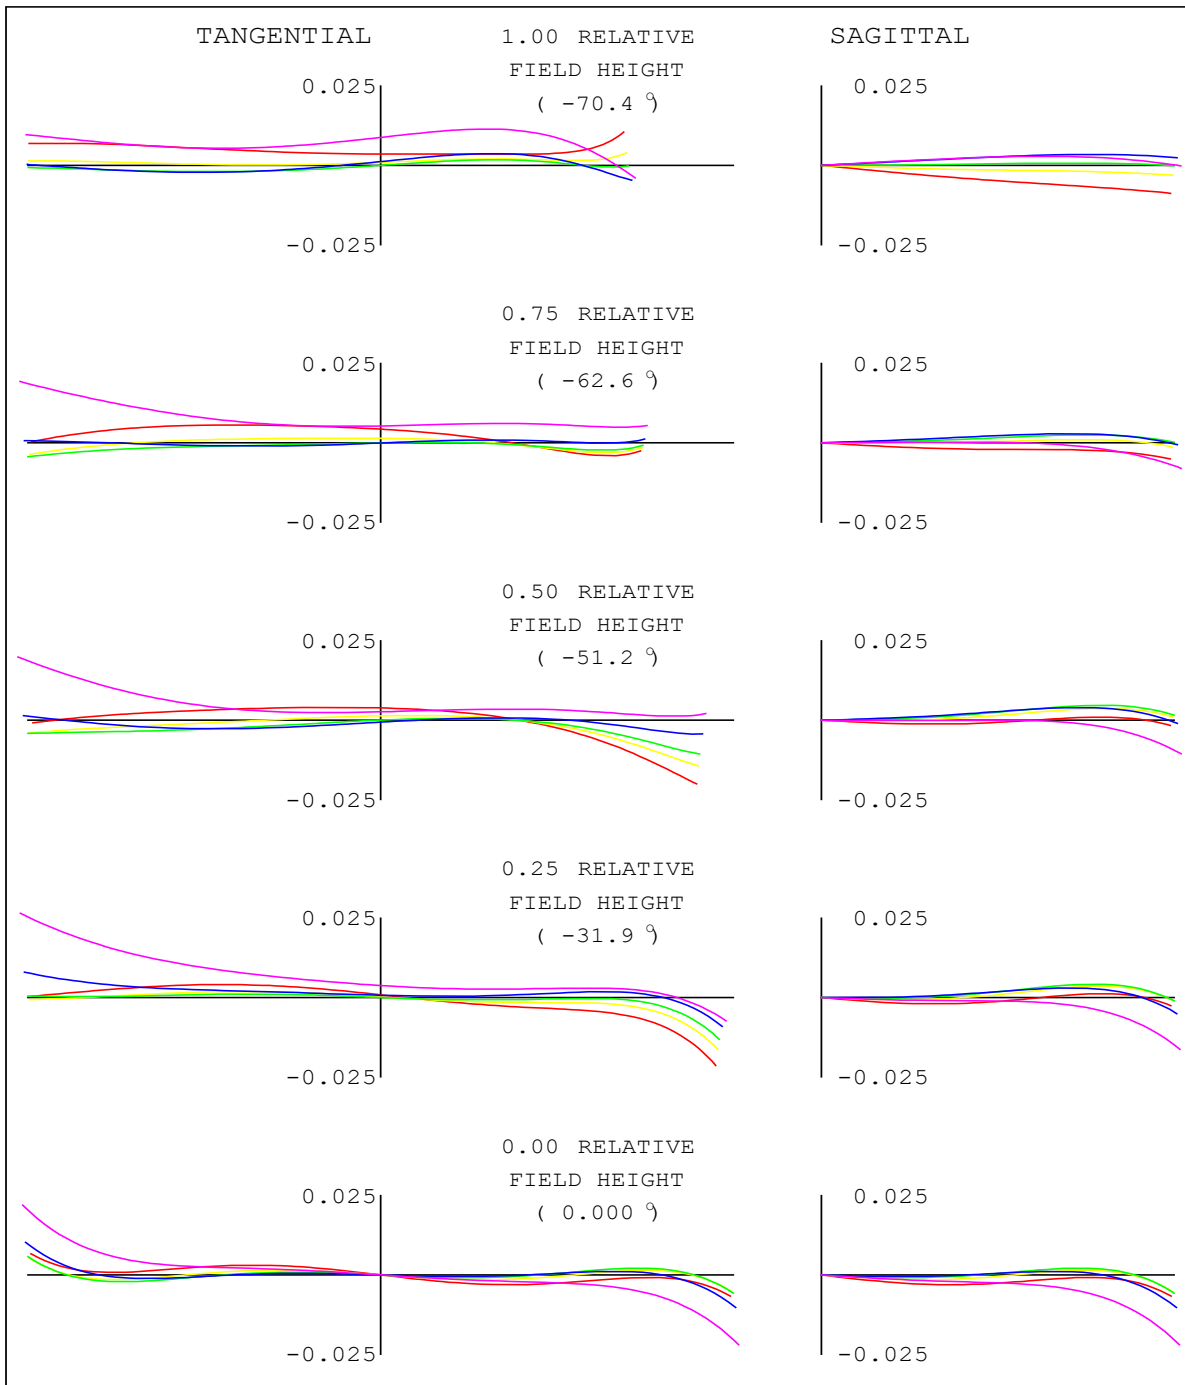 TANGENTIAL 1.00 RELATIVE SAGITTAL
FIELD HEIGHT
0.025 0.025
( -70.4 °)
-0.025 -0.025
0.75 RELATIVE
FIELD HEIGHT
0.025 0.025
( -62.6 °)
-0.025 -0.025
0.50 RELATIVE
FIELD HEIGHT
0.025 0.025
( -51.2 °)
-0.025 -0.025
0.25 RELATIVE
FIELD HEIGHT
0.025 0.025
( -31.9 °)
-0.025 -0.025
0.00 RELATIVE
FIELD HEIGHT
0.025 0.025
( 0.000 °)
-0.025 -0.025